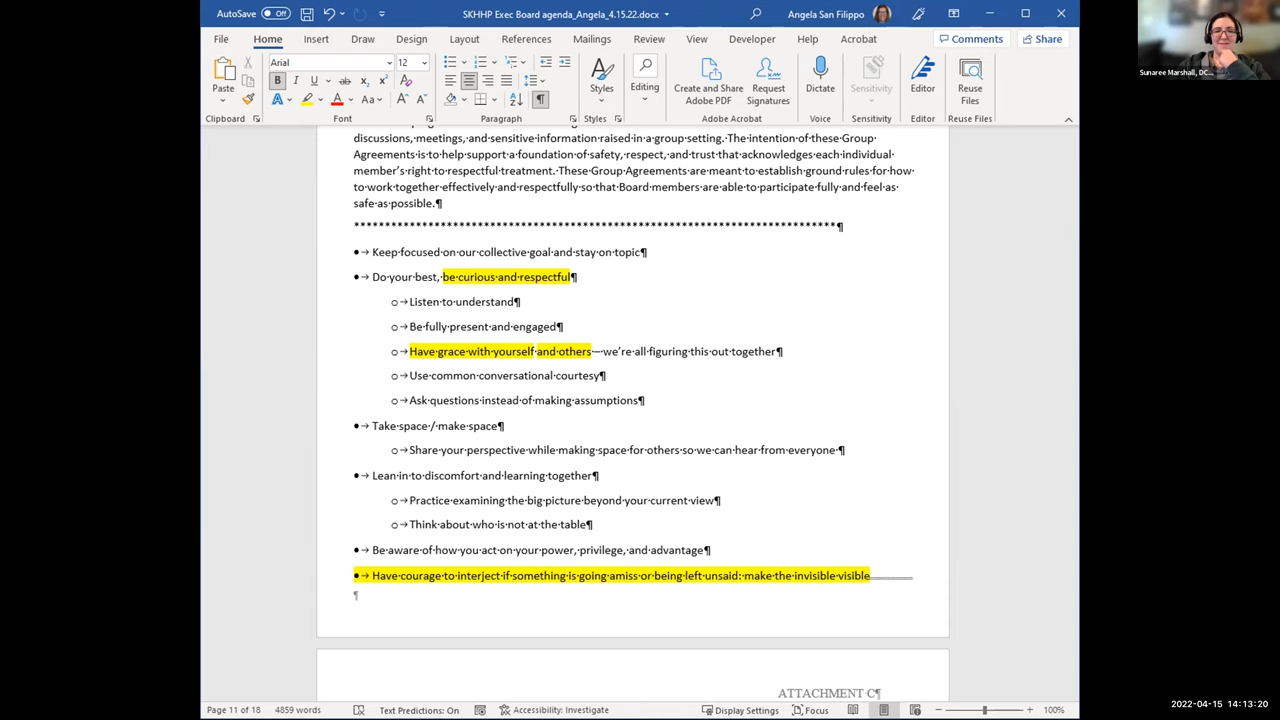 AutoSave Off SKHHP Exec Board agenda_Angela_4.15.22.docx Angela San Filippo
File Home Insert Draw Design Layout References Mailings Review View Developer Help Acrobat Comments Share
Arial 12
Paste Styles Editing Create and Share Adobe PDF Request Signatures Dictate Sensitivity Editor Reuse Files
Clipboard Font Paragraph Styles Adobe Acrobat Voice Sensitivity Editor Reuse Files
discussions, meetings, and sensitive information raised in a group setting. The intention of these Group
Agreements is to help support a foundation of safety, respect, and trust that acknowledges each individual
member's right to respectful treatment. These Group Agreements are meant to establish ground rules for how
to work together effectively and respectfully so that Board members are able to participate fully and feel as
safe as possible.¶
******************************************************************************¶
• Keep focused on our collective goal and stay on topic¶
• Do your best, be curious and respectful¶
o Listen to understand¶
o Be fully present and engaged¶
o Have grace with yourself and others – we're all figuring this out together¶
o Use common conversational courtesy¶
o Ask questions instead of making assumptions¶
• Take space / make space¶
o Share your perspective while making space for others so we can hear from everyone ¶
• Lean in to discomfort and learning together¶
o Practice examining the big picture beyond your current view¶
o Think about who is not at the table¶
• Be aware of how you act on your power, privilege, and advantage¶
• Have courage to interject if something is going amiss or being left unsaid: make the invisible visible
¶
ATTACHMENT C¶
Page 11 of 18 4859 words Text Predictions: On Accessibility: Investigate Display Settings Focus 100%
Sunaree Marshall, DC...
2022-04-15 14:13:20